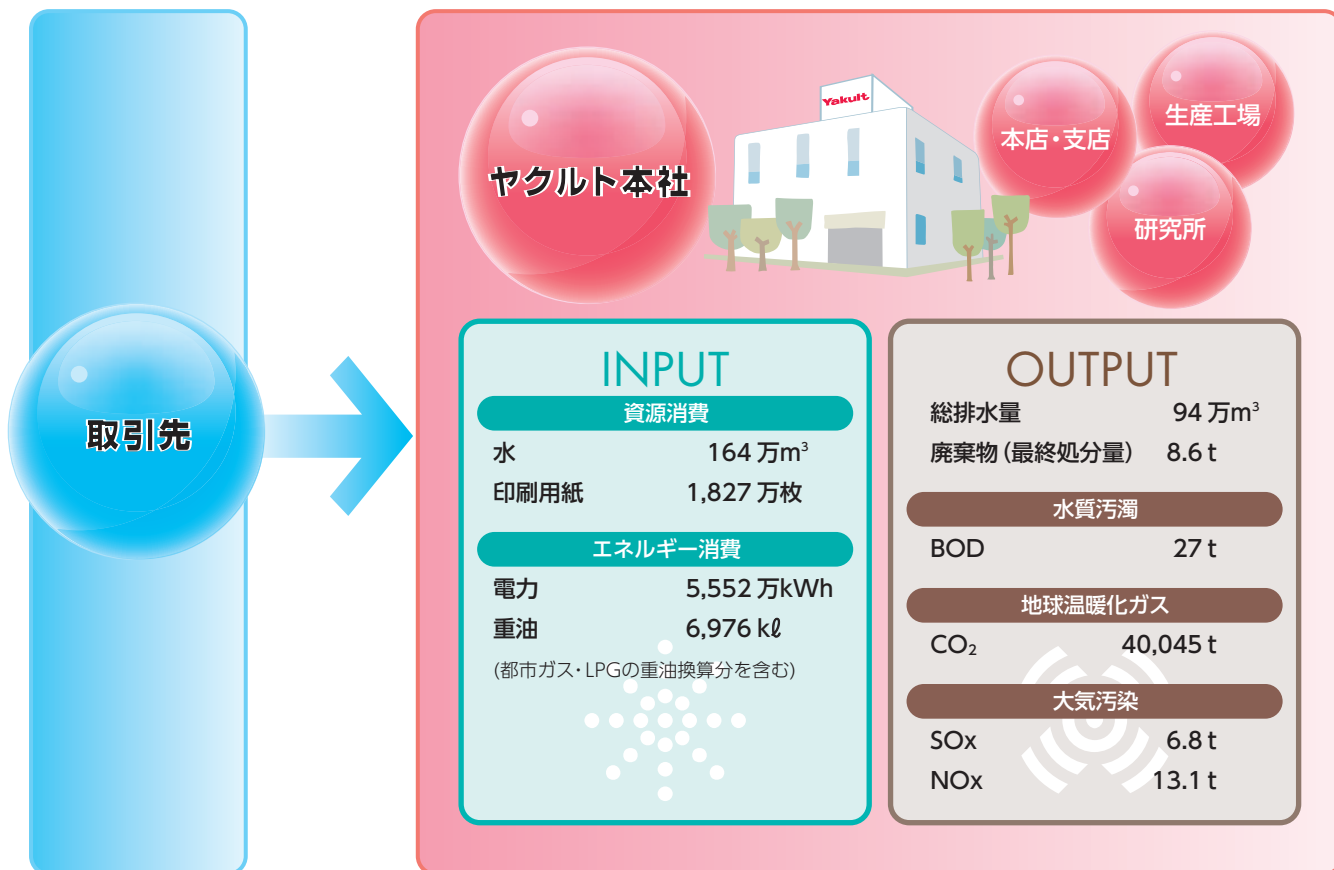 取引先
ヤクルト本社
Yakult
本店・支店
生産工場
研究所
INPUT
資源消費
水 164 万m³
印刷用紙 1,827 万枚
エネルギー消費
電力 5,552 万kWh
重油 6,976 kℓ
(都市ガス・LPGの重油換算分を含む)
OUTPUT
総排水量 94 万m³
廃棄物(最終処分量) 8.6 t
水質汚濁
BOD 27 t
地球温暖化ガス
CO₂ 40,045 t
大気汚染
SOx 6.8 t
NOx 13.1 t